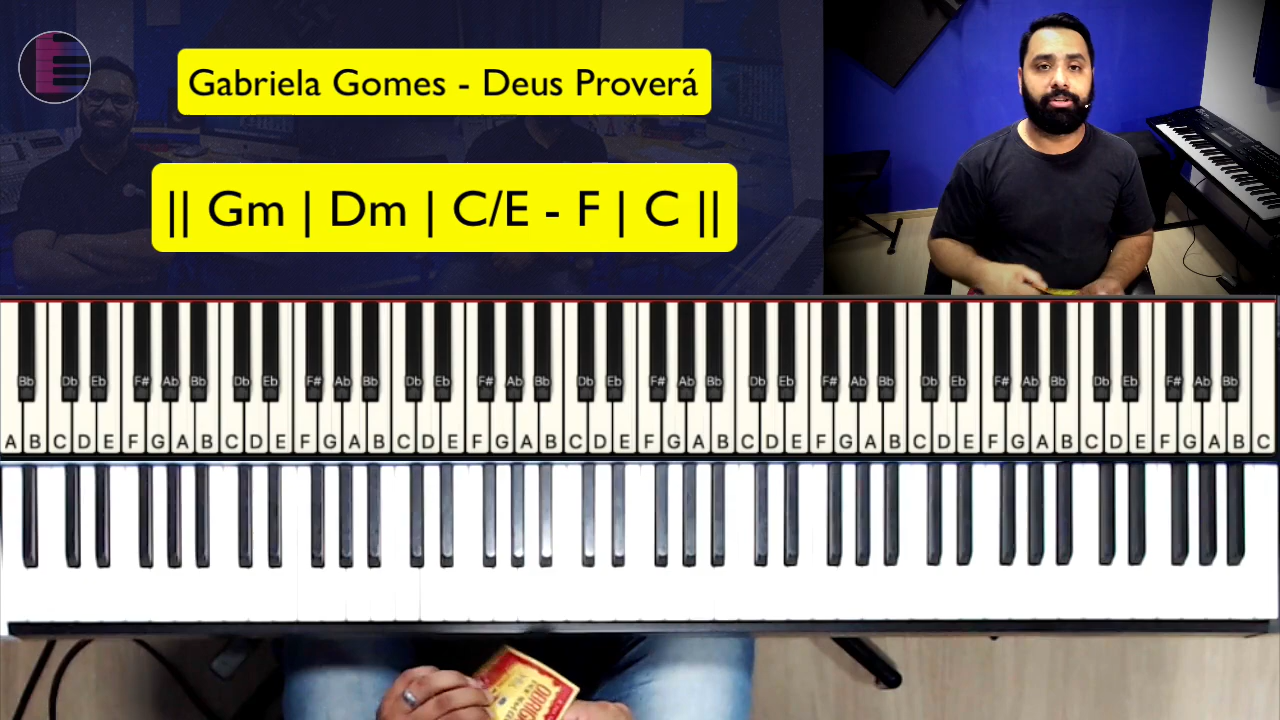 Gabriela Gomes - Deus Proverá
|| Gm | Dm | C/E - F | C ||
Bb Db Eb F# Ab Bb Db Eb F# Ab Bb Db Eb F# Ab Bb Db Eb F# Ab Bb Db Eb F# Ab Bb Db Eb F# Ab Bb Db Eb F# Ab Bb
A B C D E F G A B C D E F G A B C D E F G A B C D E F G A B C D E F G A B C D E F G A B C D E F G A B C